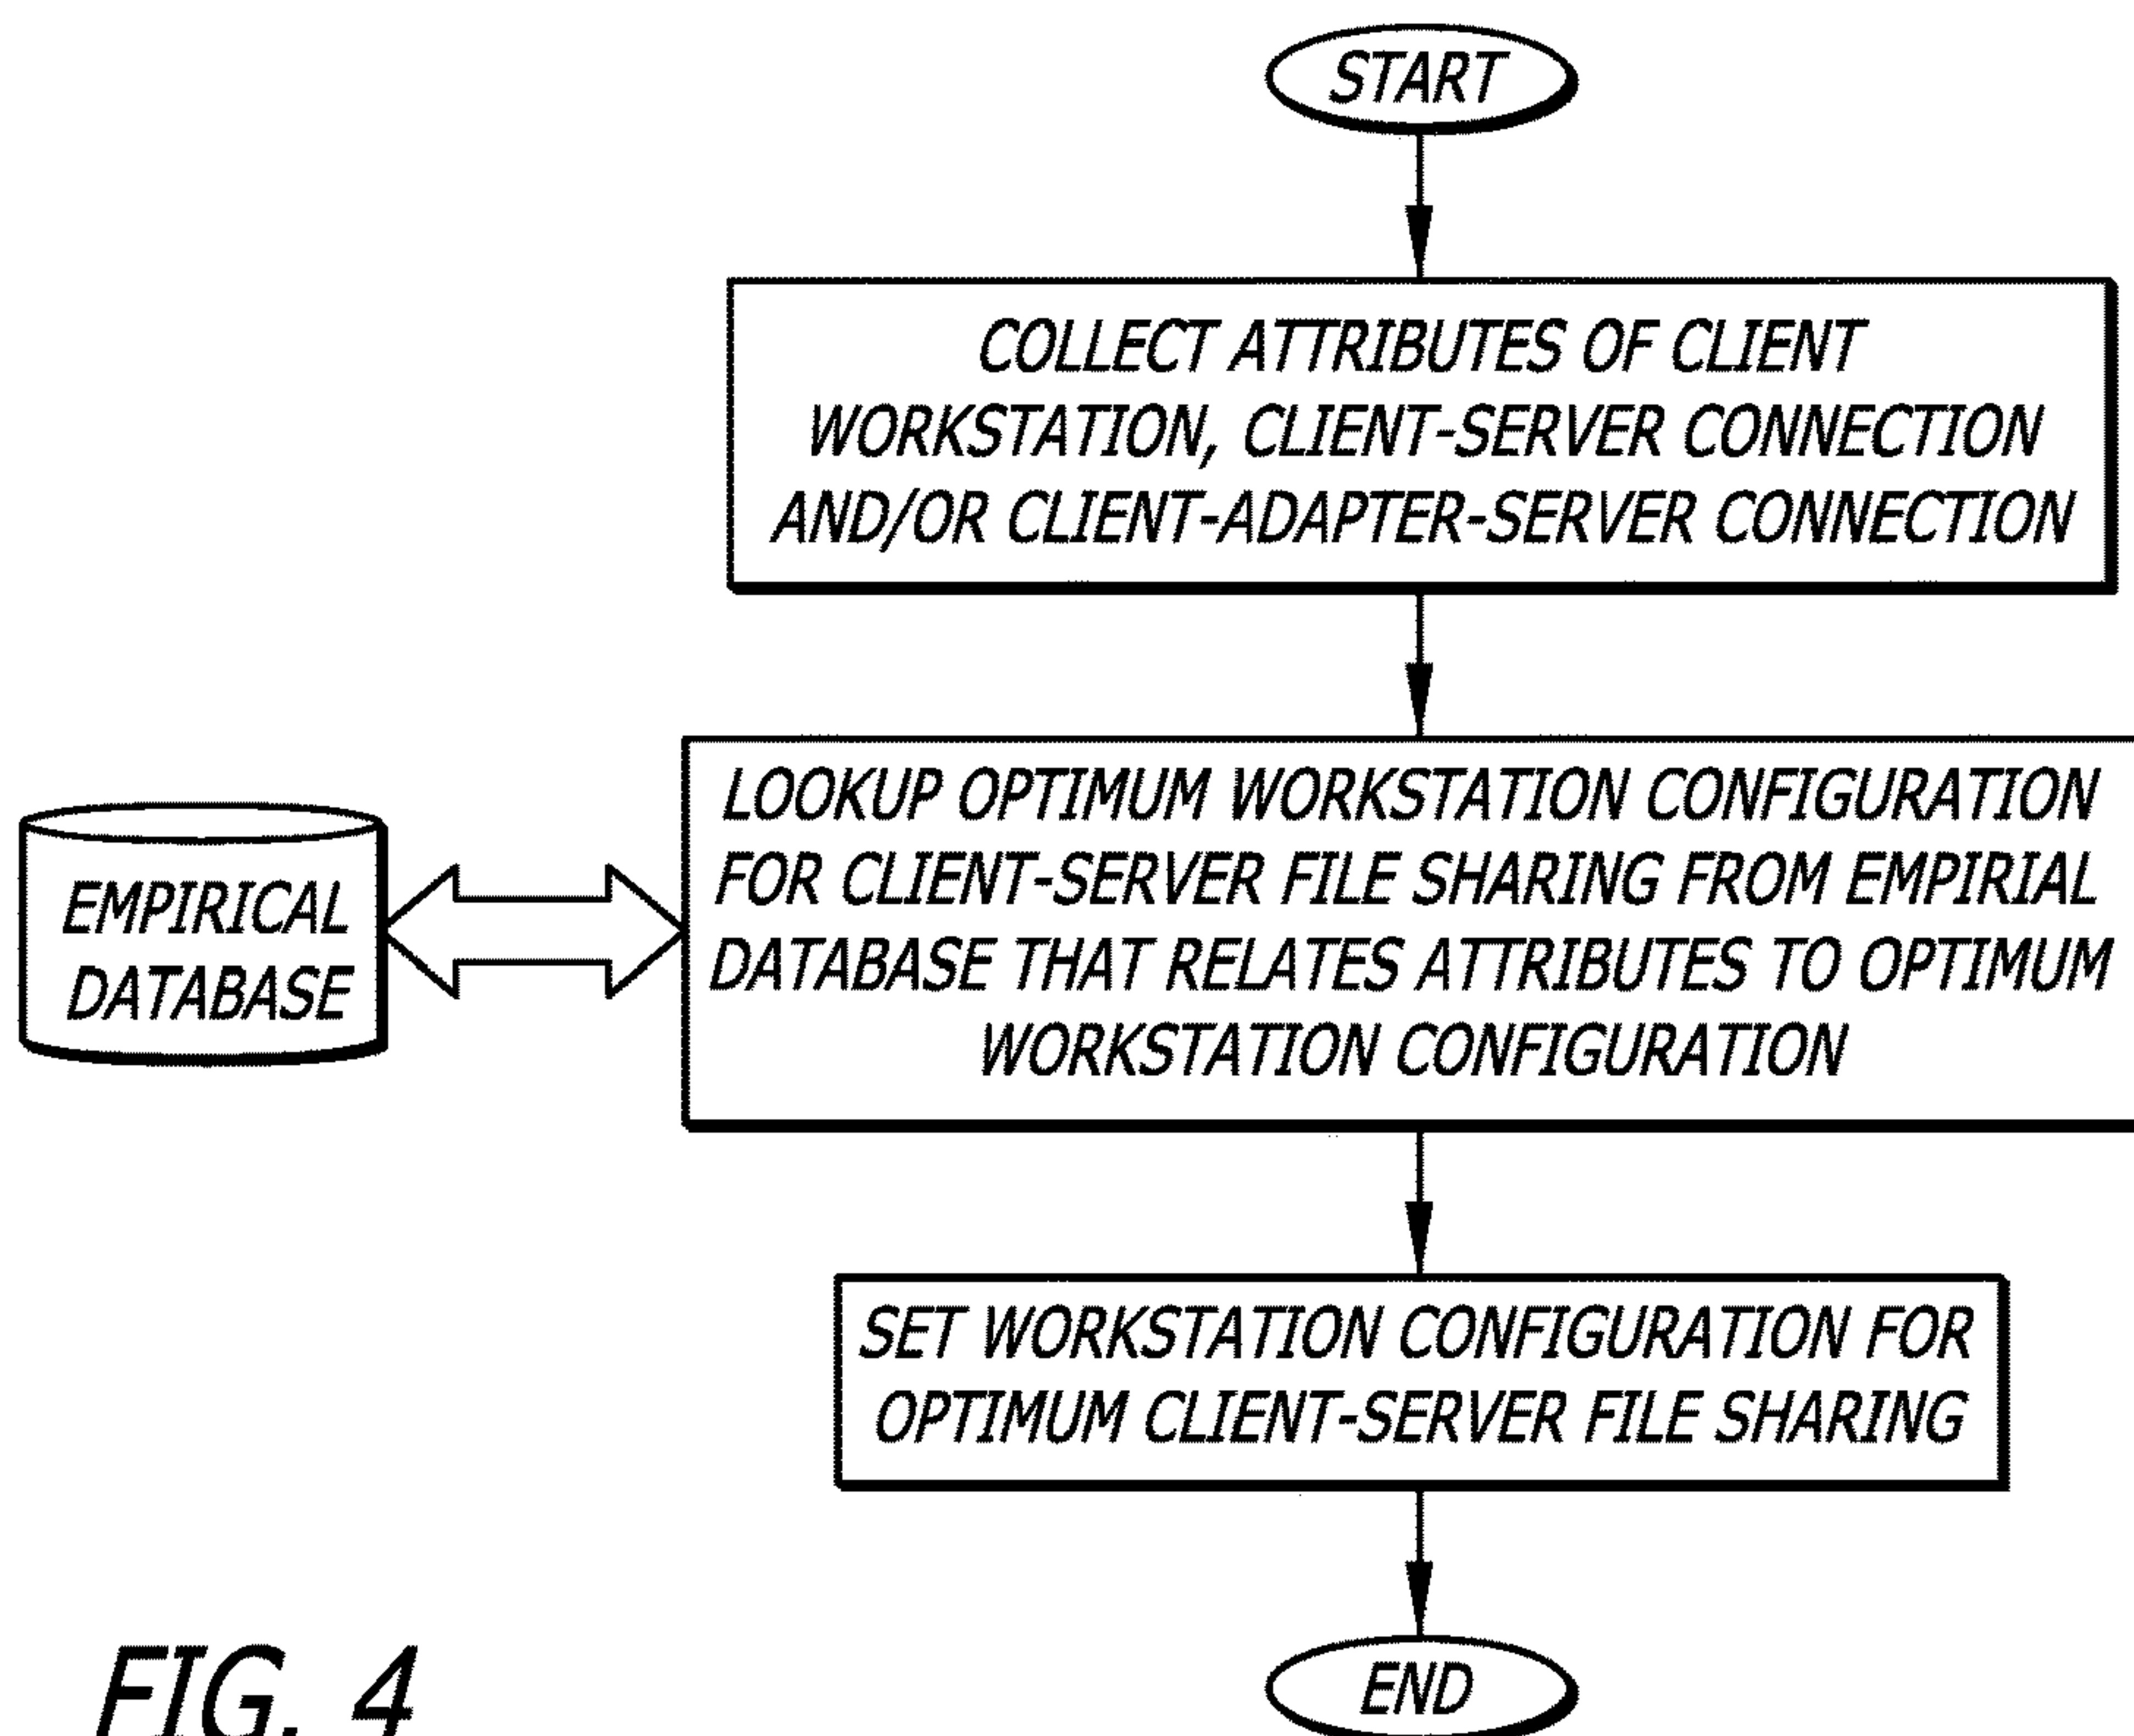 START
COLLECT ATTRIBUTES OF CLIENT
WORKSTATION, CLIENT-SERVER CONNECTION
AND/OR CLIENT-ADAPTER-SERVER CONNECTION
LOOKUP OPTIMUM WORKSTATION CONFIGURATION
FOR CLIENT-SERVER FILE SHARING FROM EMPIRIAL
DATABASE THAT RELATES ATTRIBUTES TO OPTIMUM
WORKSTATION CONFIGURATION
EMPIRICAL
DATABASE
SET WORKSTATION CONFIGURATION FOR
OPTIMUM CLIENT-SERVER FILE SHARING
END
FIG. 4